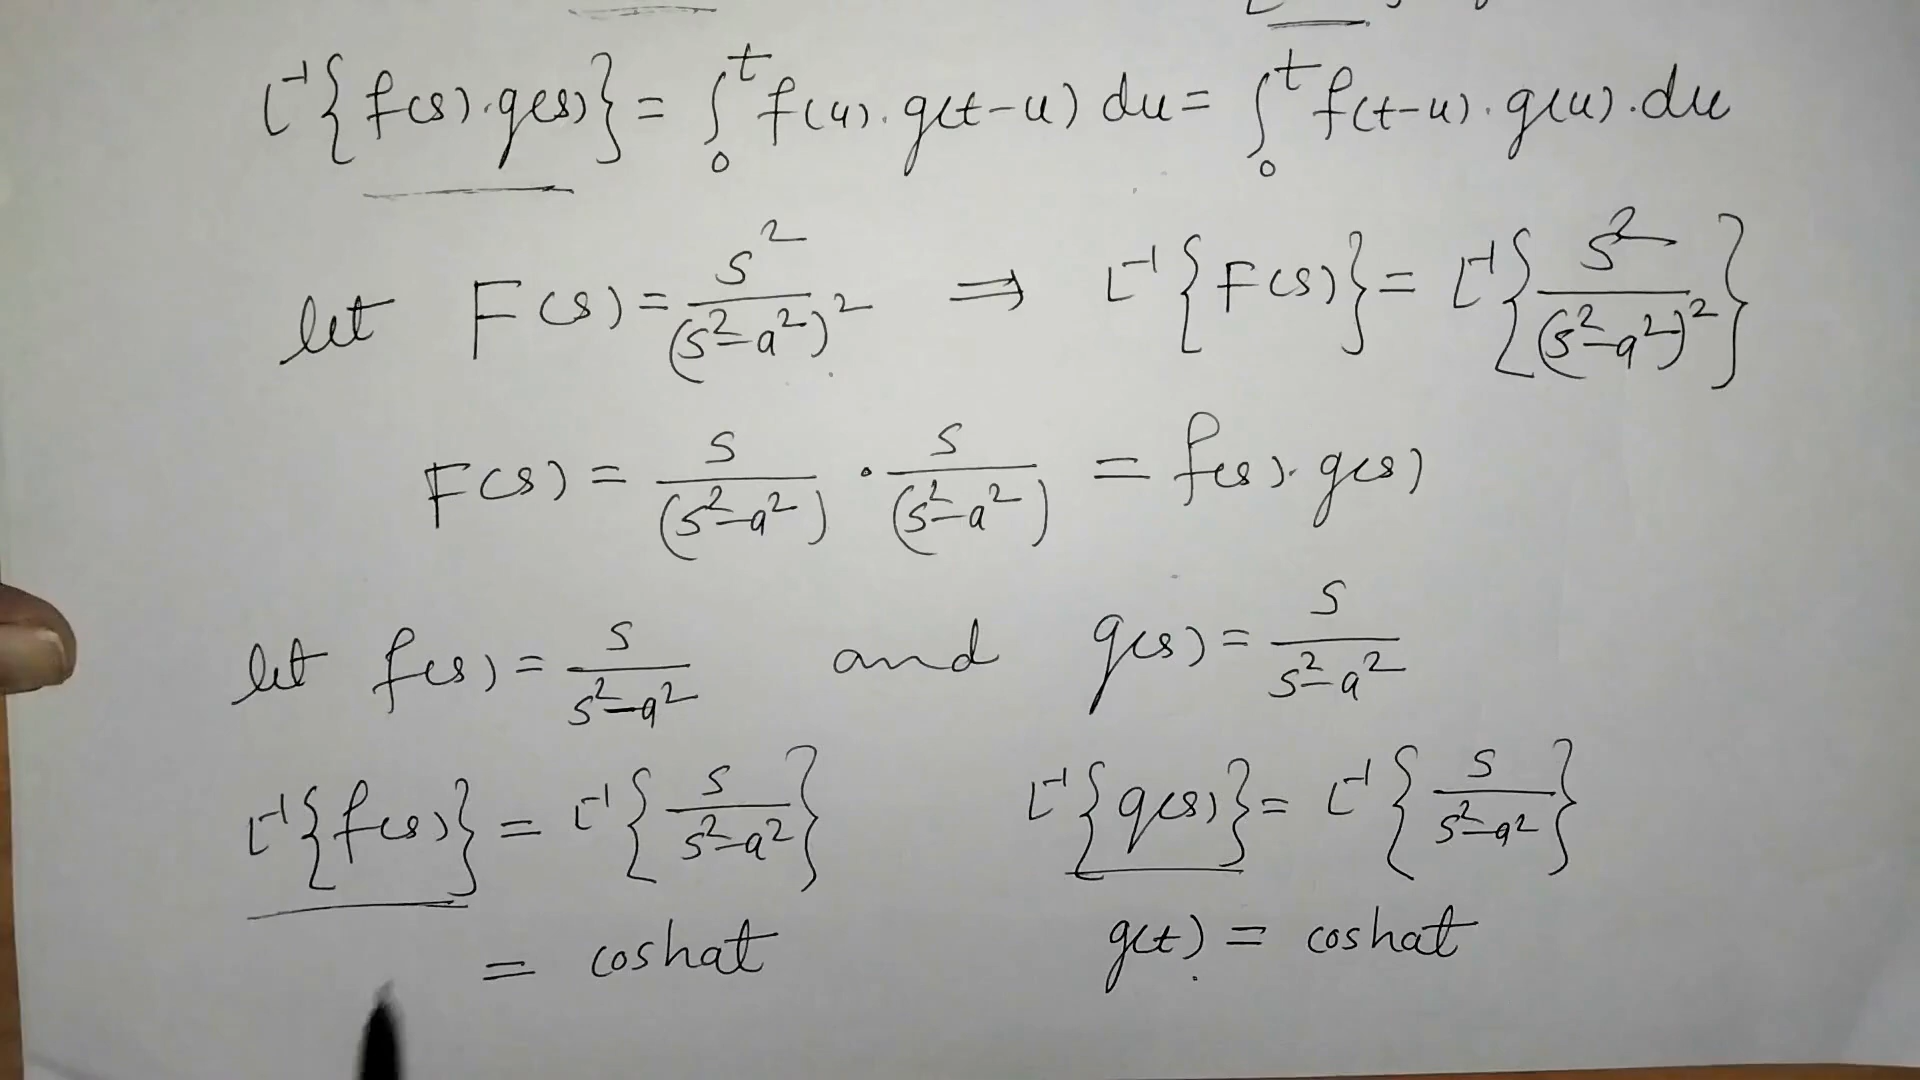 L⁻¹{f(s).g(s)} = ∫₀ᵗ f(u).g(t-u) du = ∫₀ᵗ f(t-u).g(u).du
let F(s) = s²/(s²-a²)² ⇒ L⁻¹{F(s)} = L⁻¹{s²/(s²-a²)²}
F(s) = s/(s²-a²) · s/(s²-a²) = f(s).g(s)
let f(s) = s/(s²-a²) and g(s) = s/(s²-a²)
L⁻¹{f(s)} = L⁻¹{s/(s²-a²)} L⁻¹{g(s)} = L⁻¹{s/(s²-a²)}
= coshat g(t) = coshat